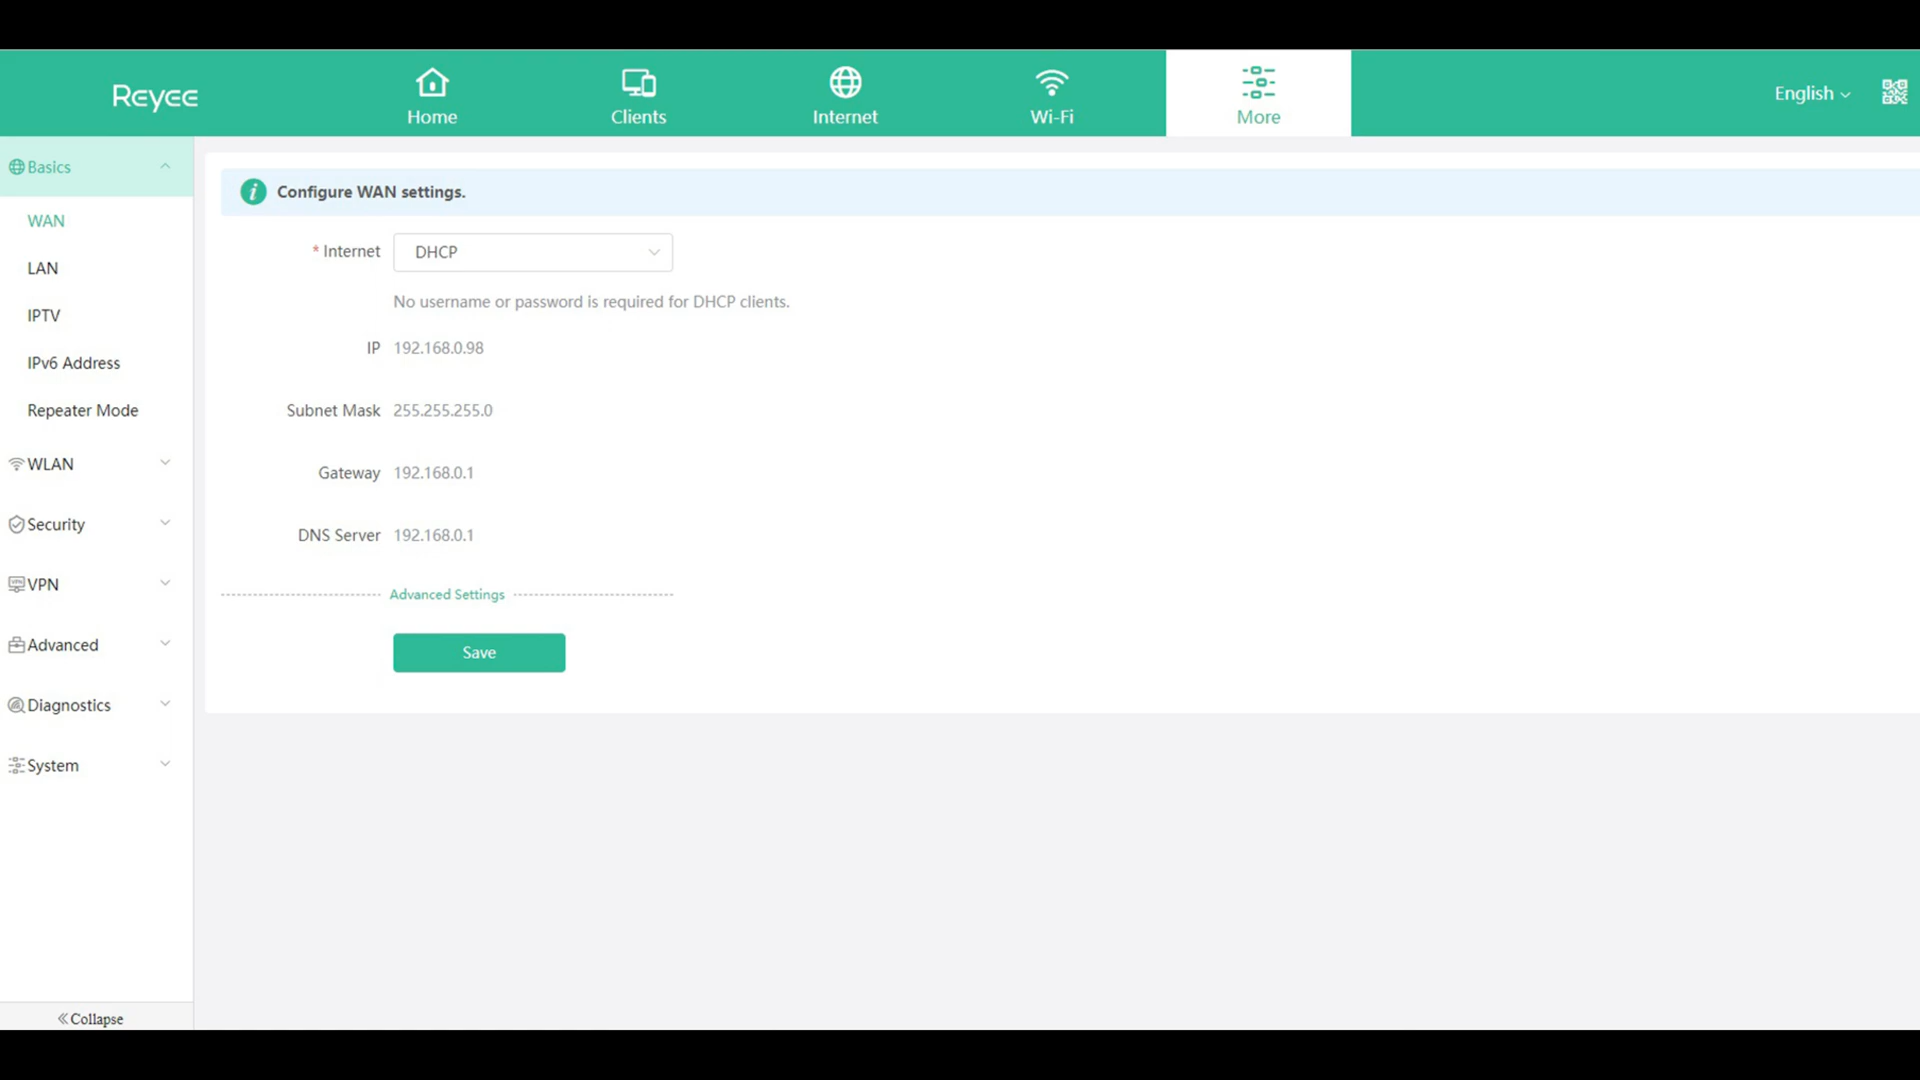 Reyee
Home
Clients
Internet
Wi-Fi
More
English
Basics
WAN
LAN
IPTV
IPv6 Address
Repeater Mode
WLAN
Security
VPN
Advanced
Diagnostics
System
Collapse
Configure WAN settings.
* Internet DHCP
No username or password is required for DHCP clients.
IP 192.168.0.98
Subnet Mask 255.255.255.0
Gateway 192.168.0.1
DNS Server 192.168.0.1
Advanced Settings
Save